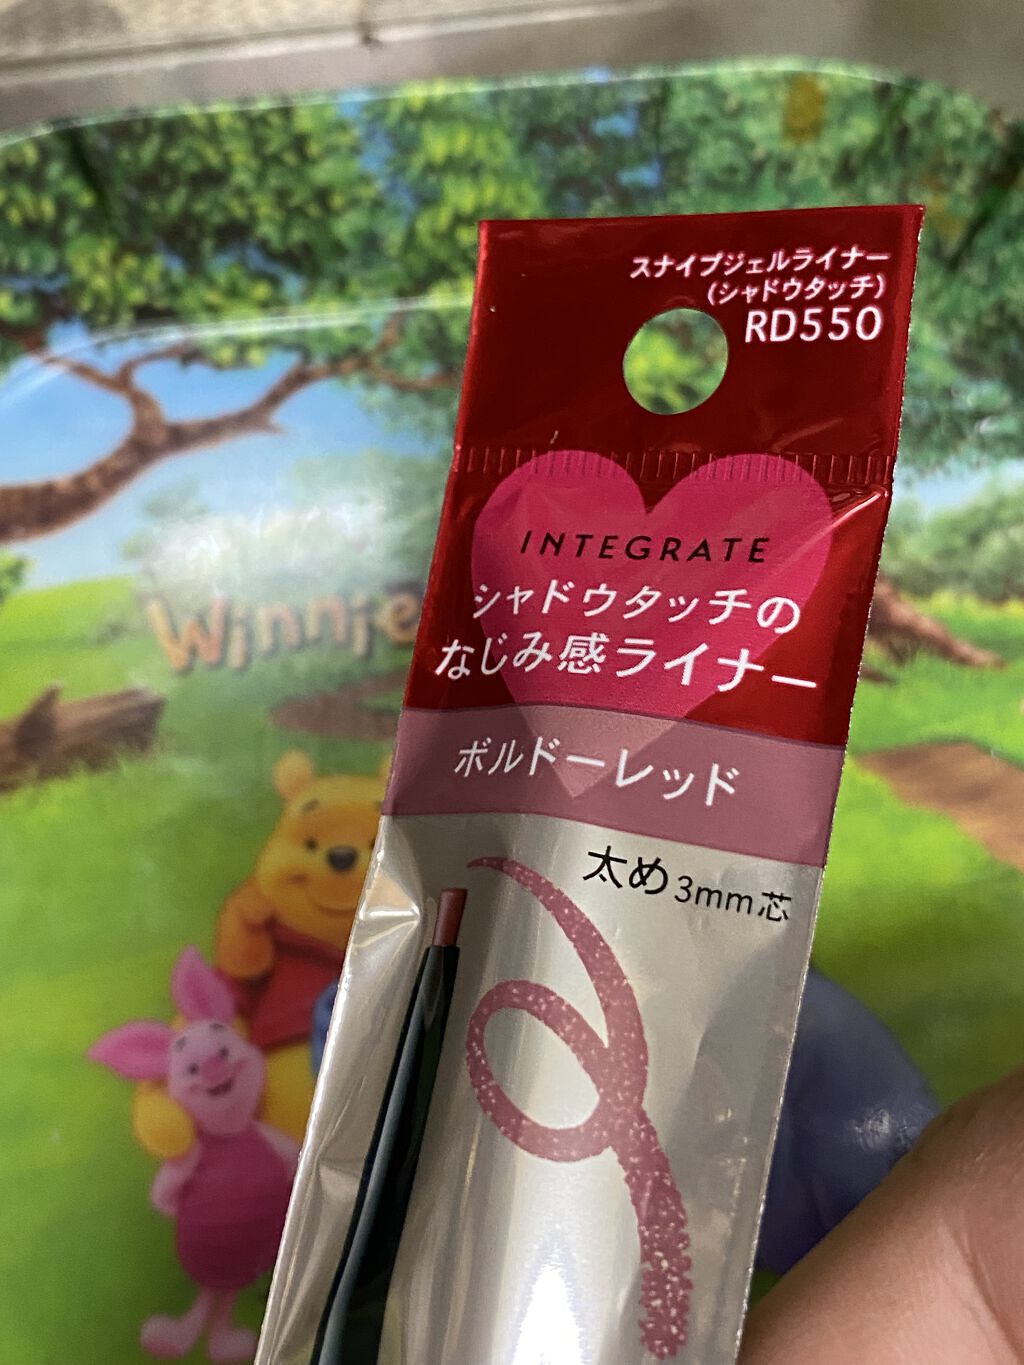 スナイプジェルライナー
(シャドウタッチ)
RD550
INTEGRATE
シャドウタッチの
なじみ感ライナー
ボルドーレッド
太め3mm芯
Winnie